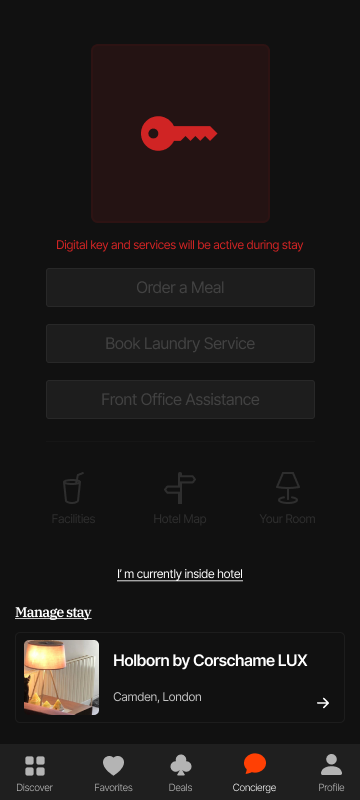 Digital key and services will be active during stay
Order a Meal
Book Laundry Service
Front Office Assistance
Facilities
Hotel Map
Your Room
I' m currently inside hotel
Manage stay
Holborn by Corschame LUX
Camden, London
Discover
Favorites
Deals
Concierge
Profile